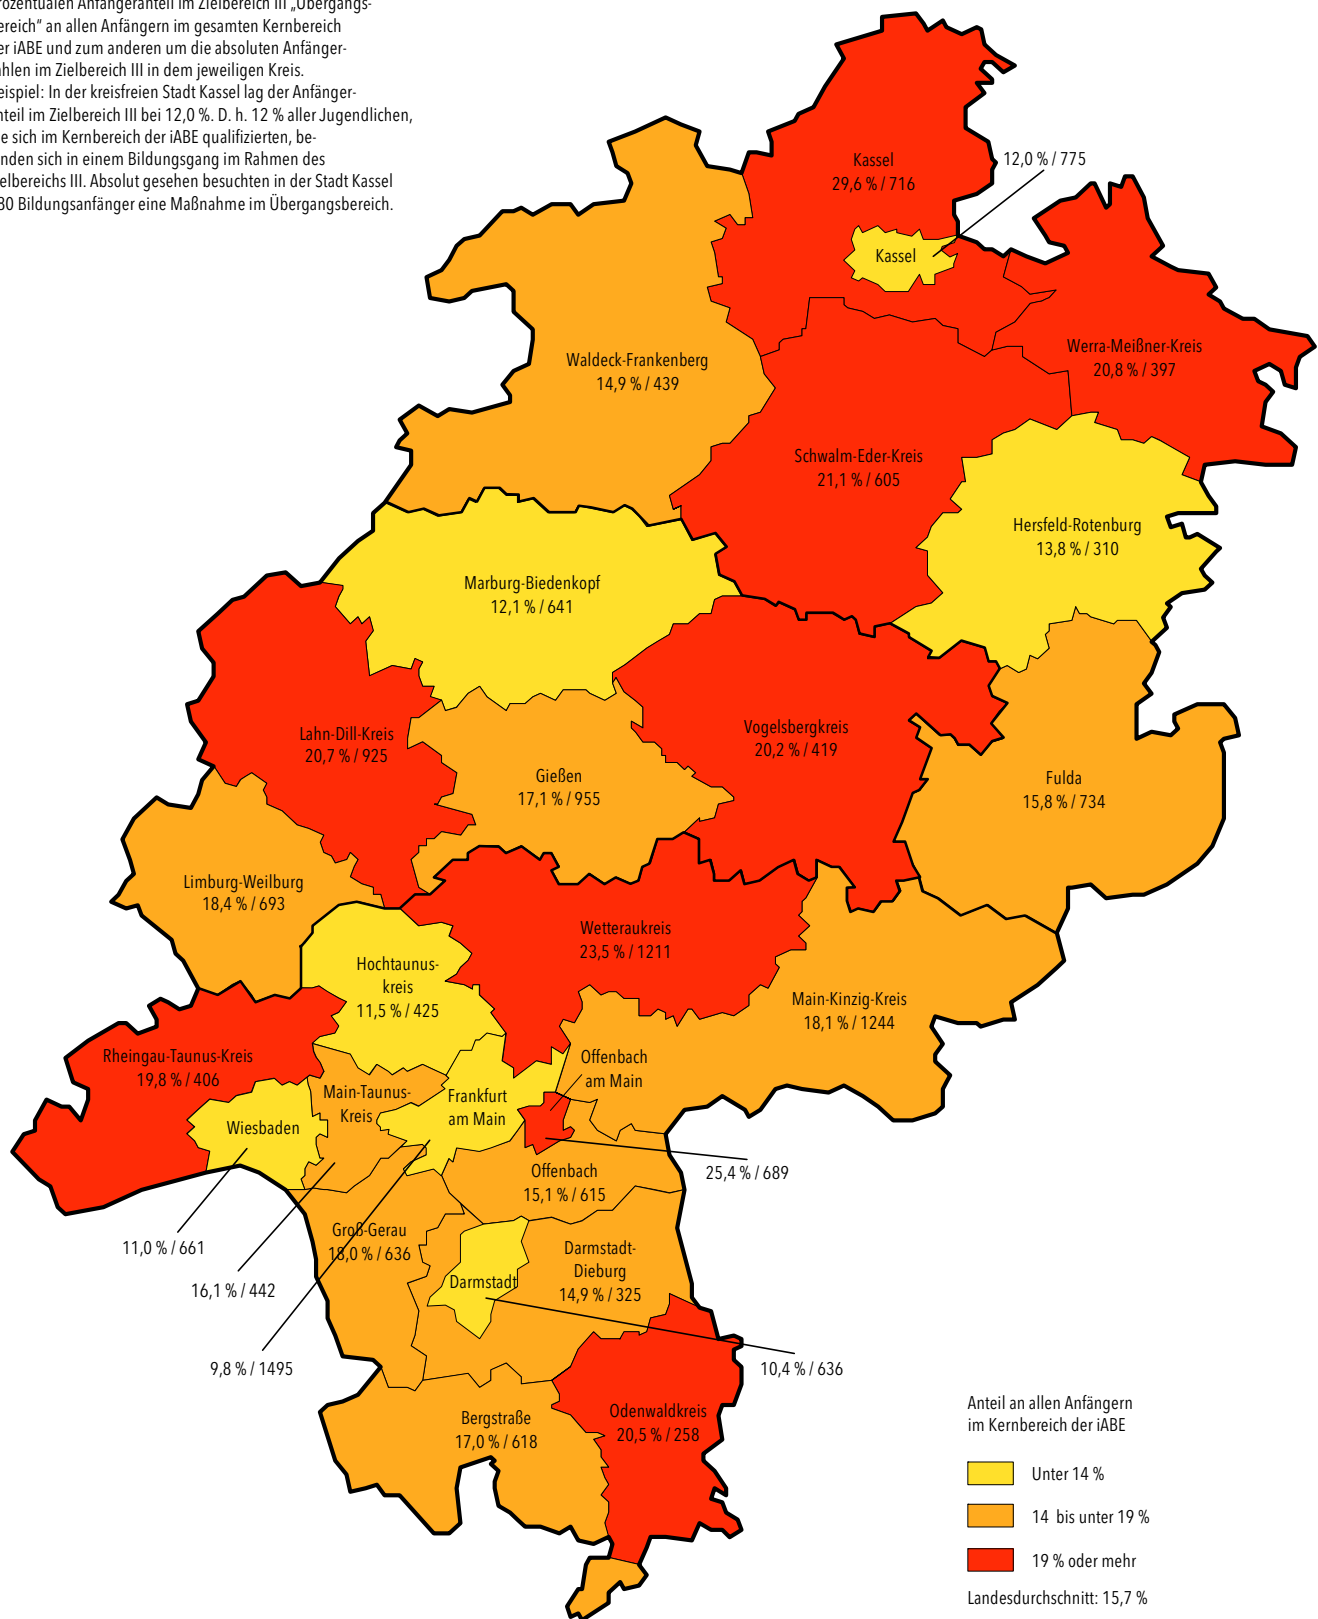 rozentualen Anfängeranteil im Zielbereich III „Übergangs-
ereich“ an allen Anfängern im gesamten Kernbereich
er iABE und zum anderen um die absoluten Anfänger-
ahlen im Zielbereich III in dem jeweiligen Kreis.
eispiel: In der kreisfreien Stadt Kassel lag der Anfänger-
nteil im Zielbereich III bei 12,0 %. D. h. 12 % aller Jugendlichen,
e sich im Kernbereich der iABE qualifizierten, be-
nden sich in einem Bildungsgang im Rahmen des
elbereichs III. Absolut gesehen besuchten in der Stadt Kassel
80 Bildungsanfänger eine Maßnahme im Übergangsbereich.
Kassel
29,6 % / 716
12,0 % / 775
Kassel
Waldeck-Frankenberg
14,9 % / 439
Werra-Meißner-Kreis
20,8 % / 397
Schwalm-Eder-Kreis
21,1 % / 605
Hersfeld-Rotenburg
13,8 % / 310
Marburg-Biedenkopf
12,1 % / 641
Lahn-Dill-Kreis
20,7 % / 925
Gießen
17,1 % / 955
Vogelsbergkreis
20,2 % / 419
Fulda
15,8 % / 734
Limburg-Weilburg
18,4 % / 693
Wetteraukreis
23,5 % / 1211
Hochtaunus-
kreis
11,5 % / 425
Main-Kinzig-Kreis
18,1 % / 1244
Rheingau-Taunus-Kreis
19,8 % / 406
Offenbach
am Main
Main-Taunus-
Kreis
Frankfurt
am Main
Wiesbaden
25,4 % / 689
Offenbach
15,1 % / 615
11,0 % / 661
Groß-Gerau
18,0 % / 636
16,1 % / 442
Darmstadt-
Dieburg
14,9 % / 325
Darmstadt
9,8 % / 1495
10,4 % / 636
Bergstraße
17,0 % / 618
Odenwaldkreis
20,5 % / 258
Anteil an allen Anfängern
im Kernbereich der iABE
Unter 14 %
14 bis unter 19 %
19 % oder mehr
Landesdurchschnitt: 15,7 %